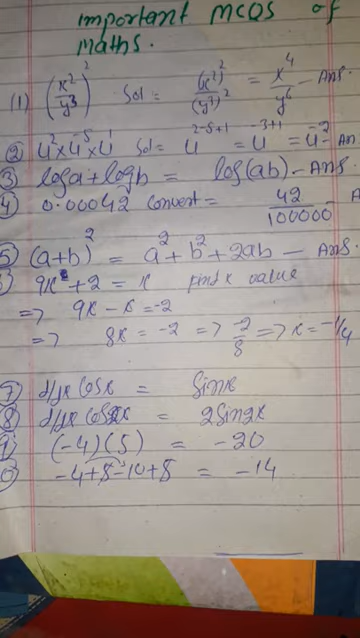 important MCQS of
maths.
(1) (x²/y³)² Sol = (x²)²/(y³)² = x⁴/y⁶ - Ans.
② 4² × 4⁻⁵ × 4¹ Sol = 4²⁻⁵⁺¹ = 4⁻³⁺¹ = 4⁻² - An
③ log a + log b = log(ab) - Ans.
④ 0.00042 Convert = 42/100000 - A
5 (a+b)² = a² + b² + 2ab - Ans.
9x + 2 = x find x value
=> 9x - x = -2
=> 8x = -2 => -2/8 => x = -1/4
⑦ d/dx cos x = Sin x
⑧ d/dx cos 2x = 2 Sin 2x
9 (-4)(5) = -20
-4+8-10+8 = -14